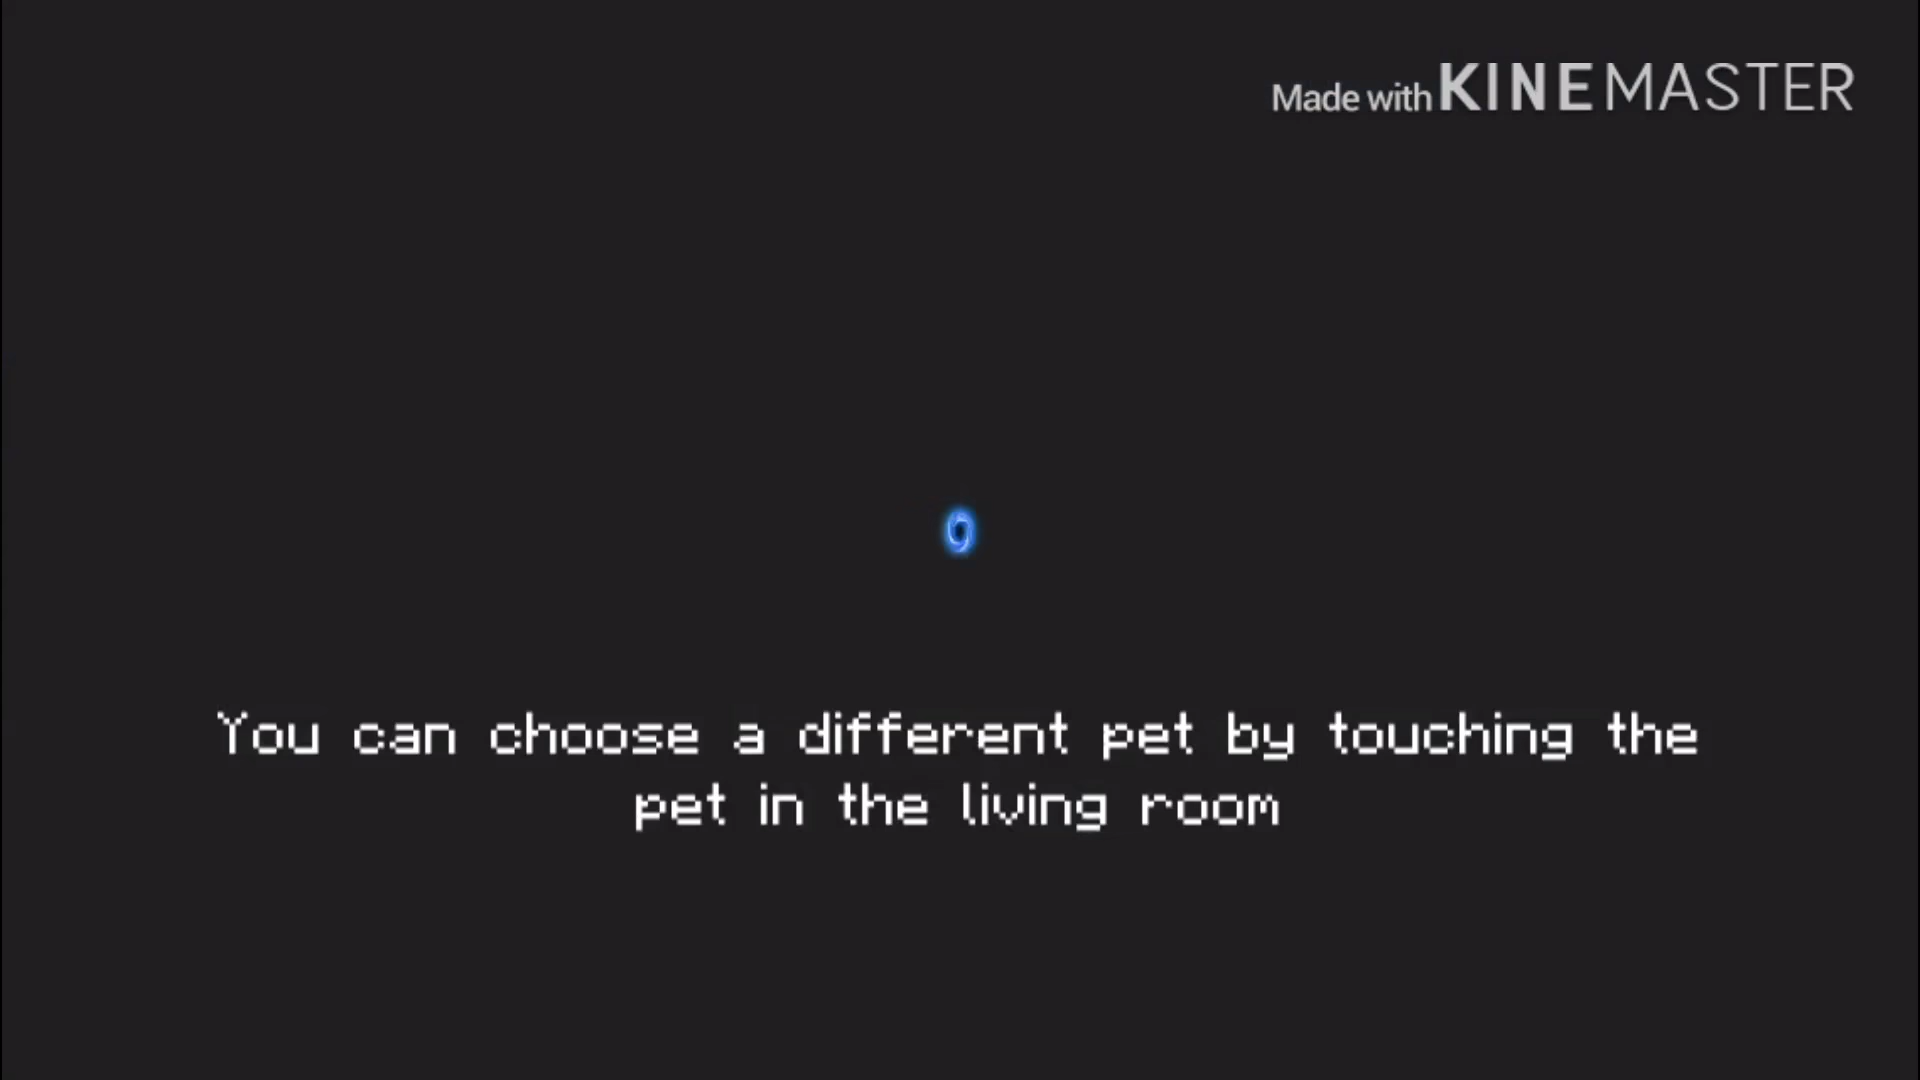 Made with KINEMASTER
You can choose a different pet by touching the
pet in the living room